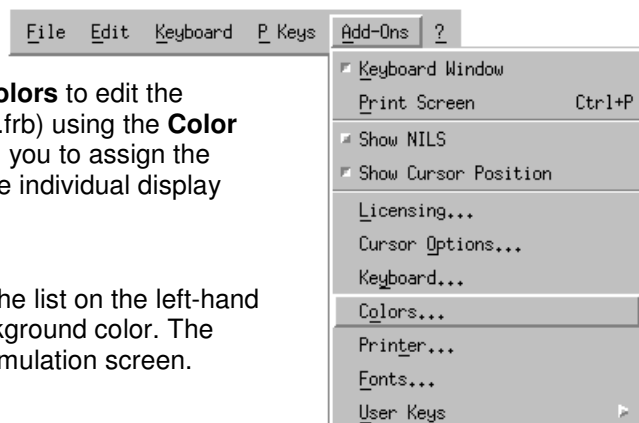 File Edit Keyboard P Keys Add-Ons ?
olors to edit the
.frb) using the Color
you to assign the
e individual display
he list on the left-hand
kground color. The
mulation screen.
Keyboard Window
Print Screen Ctrl+P
Show NILS
Show Cursor Position
Licensing...
Cursor Options...
Keyboard...
Colors...
Printer...
Fonts...
User Keys